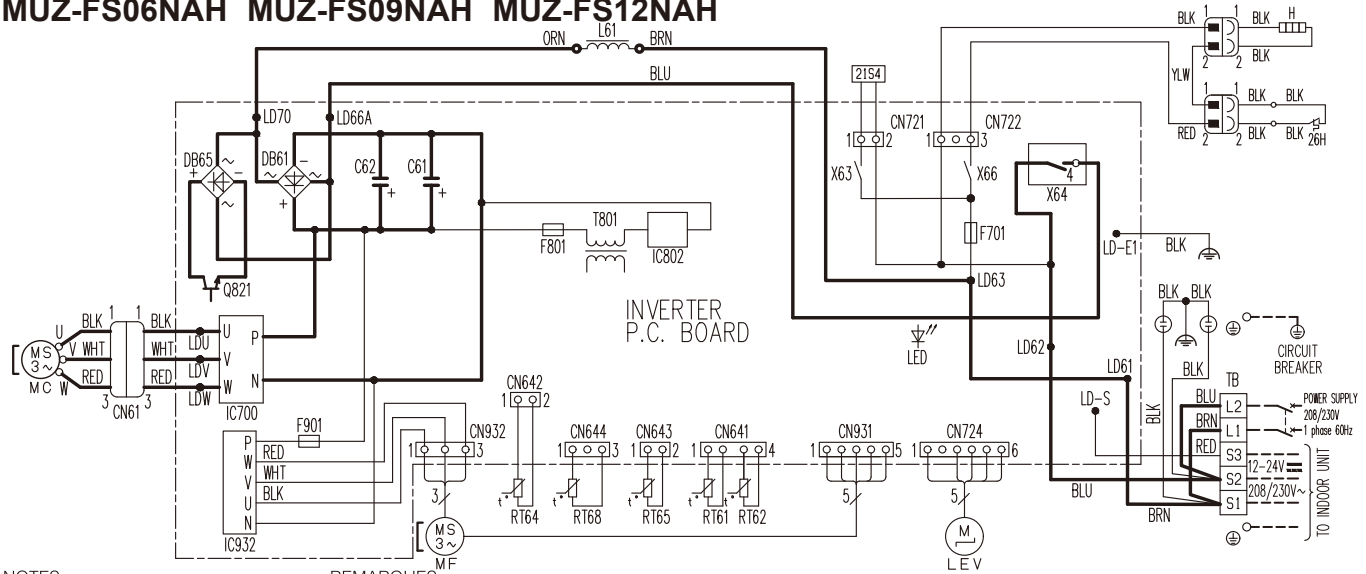 MUZ-FS06NAH MUZ-FS09NAH MUZ-FS12NAH
ORN L61 BRN
BLU
BLK 1 1 BLK H
2 2 BLK
YLW
1 1 BLK BLK
RED 2 2 BLK BLK 26H
21S4
LD70 LD66A
CN721 CN722
1 2 1 3
DB65 ~ DB61 -
+ - ~ ~
~ +
C62 + C61 +
X63 X66
4
X64
F801 T801 IC802
F701
LD-E1 BLK
Q821
LD63
INVERTER
P.C. BOARD
LED
LD62
LD61
BLK BLK
CIRCUIT
BREAKER
1 1
U BLK BLK LDU U P
MS 3~ V WHT WHT LDV V
MC W RED RED LDW W N
3 3
CN61
IC700
CN642
1 2
LD-S
BLK
BLK
TB
BLU L2 POWER SUPPLY
208/230V
BRN L1 1 phase 60Hz
RED S3
12-24V
S2
208/230V~
S1
TO INDOOR UNIT
BLU
BRN
F901
P
W RED
V WHT
U BLK
N
IC932
CN932
1 3
CN644
1 3
CN643
1 2
CN641
1 4
CN931
1 5
CN724
1 6
3
t° RT64
t° RT68
t° RT65
t° RT61
t° RT62
5
5
MS
3~
MF
M
LEV
NOTES
REMARQUES